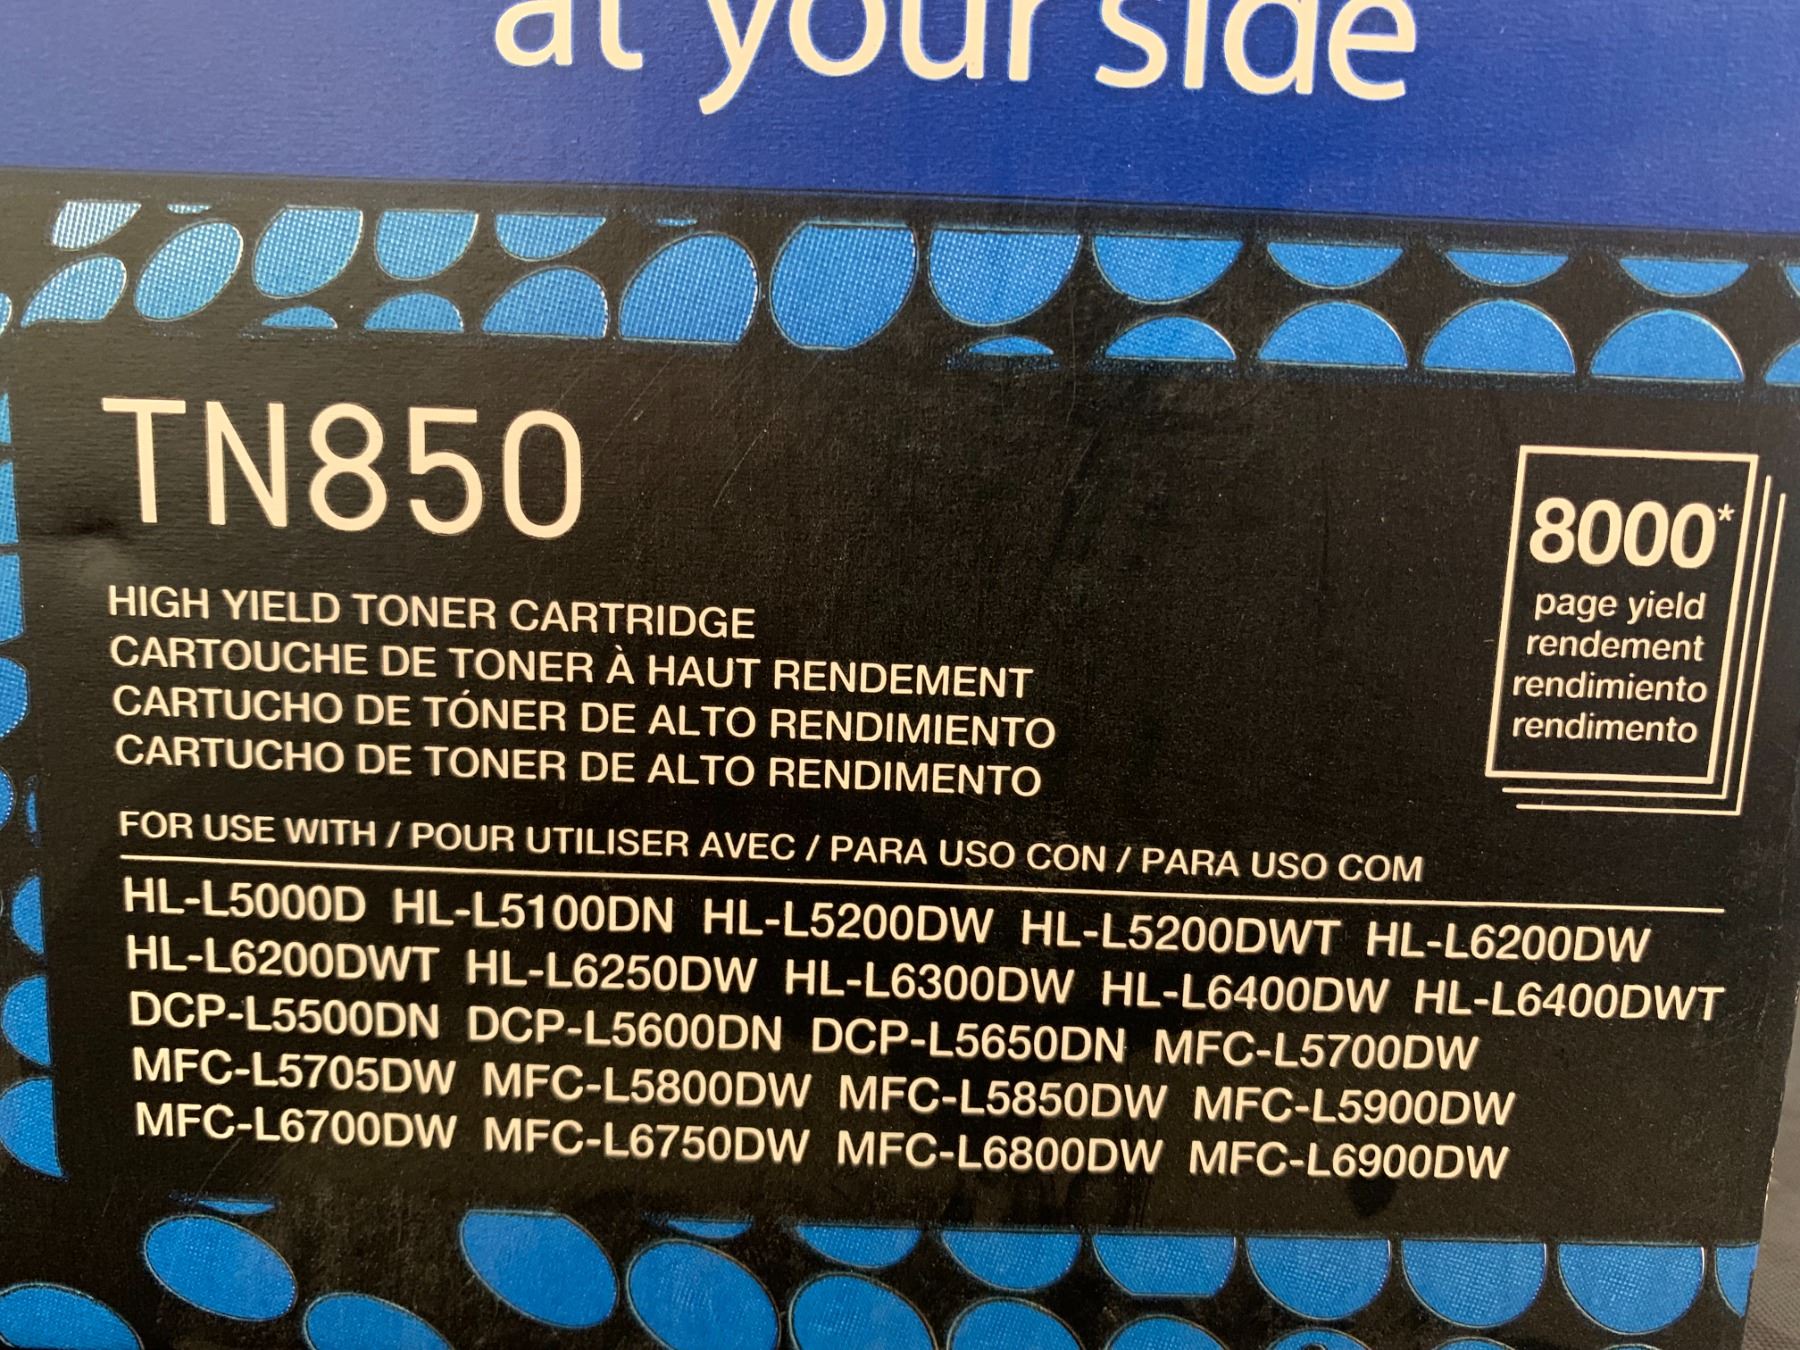 at your side
TN850
HIGH YIELD TONER CARTRIDGE
CARTOUCHE DE TONER À HAUT RENDEMENT
CARTUCHO DE TÓNER DE ALTO RENDIMIENTO
CARTUCHO DE TONER DE ALTO RENDIMENTO
8000*
page yield
rendement
rendimiento
rendimento
FOR USE WITH / POUR UTILISER AVEC / PARA USO CON / PARA USO COM
HL-L5000D HL-L5100DN HL-L5200DW HL-L5200DWT HL-L6200DW
HL-L6200DWT HL-L6250DW HL-L6300DW HL-L6400DW HL-L6400DWT
DCP-L5500DN DCP-L5600DN DCP-L5650DN MFC-L5700DW
MFC-L5705DW MFC-L5800DW MFC-L5850DW MFC-L5900DW
MFC-L6700DW MFC-L6750DW MFC-L6800DW MFC-L6900DW